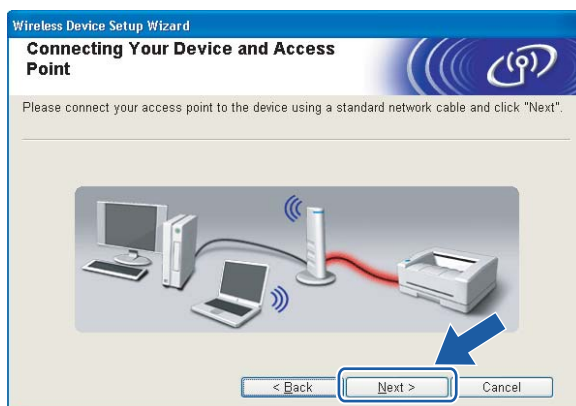 Wireless Device Setup Wizard
Connecting Your Device and Access
Point
Please connect your access point to the device using a standard network cable and click "Next".
< Back
Next >
Cancel